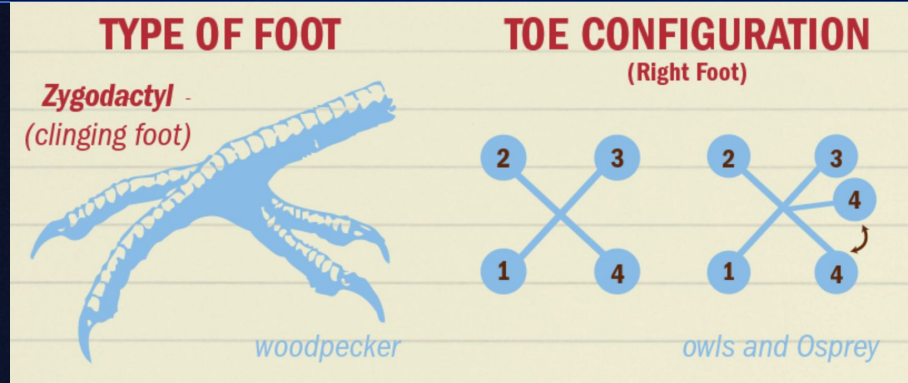 TYPE OF FOOT
TOE CONFIGURATION
(Right Foot)
Zygodactyl -
(clinging foot)
2 3
1 4
2 3
4
1 4
woodpecker
owls and Osprey